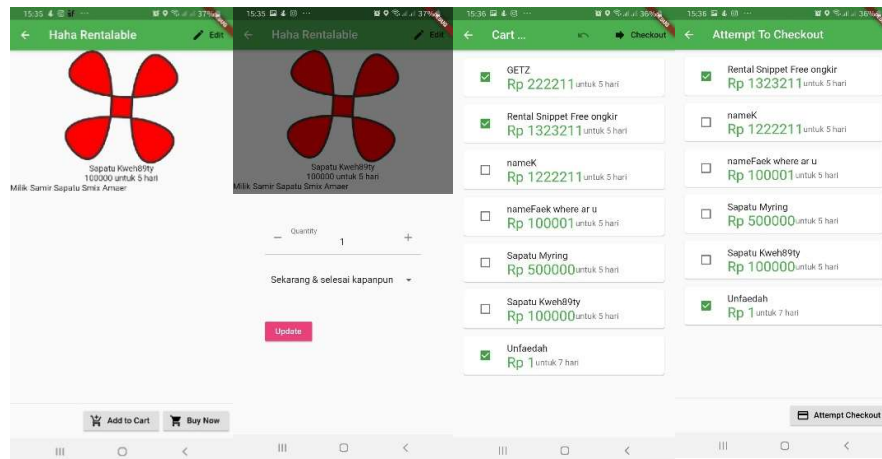 15:35
37%
Haha Rentalable
Edit
Sapatu Kweh89ty
100000 untuk 5 hari
Milik Samir Sapatu Smix Amaer
Add to Cart
Buy Now
15:35
37%
Haha Rentalable
Edit
Sapatu Kweh89ty
100000 untuk 5 hari
Milik Samir Sapatu Smix Amaer
Quantity
1
Sekarang & selesai kapanpun
Update
15:36
36%
Cart ...
Checkout
GETZ
Rp 222211 untuk 5 hari
Rental Snippet Free ongkir
Rp 1323211 untuk 5 hari
nameK
Rp 1222211 untuk 5 hari
nameFaek where ar u
Rp 100001 untuk 5 hari
Sapatu Myring
Rp 500000 untuk 5 hari
Sapatu Kweh89ty
Rp 100000 untuk 5 hari
Unfaedah
Rp 1 untuk 7 hari
15:36
36%
Attempt To Checkout
Rental Snippet Free ongkir
Rp 1323211 untuk 5 hari
nameK
Rp 1222211 untuk 5 hari
nameFaek where ar u
Rp 100001 untuk 5 hari
Sapatu Myring
Rp 500000 untuk 5 hari
Sapatu Kweh89ty
Rp 100000 untuk 5 hari
Unfaedah
Rp 1 untuk 7 hari
Attempt Checkout